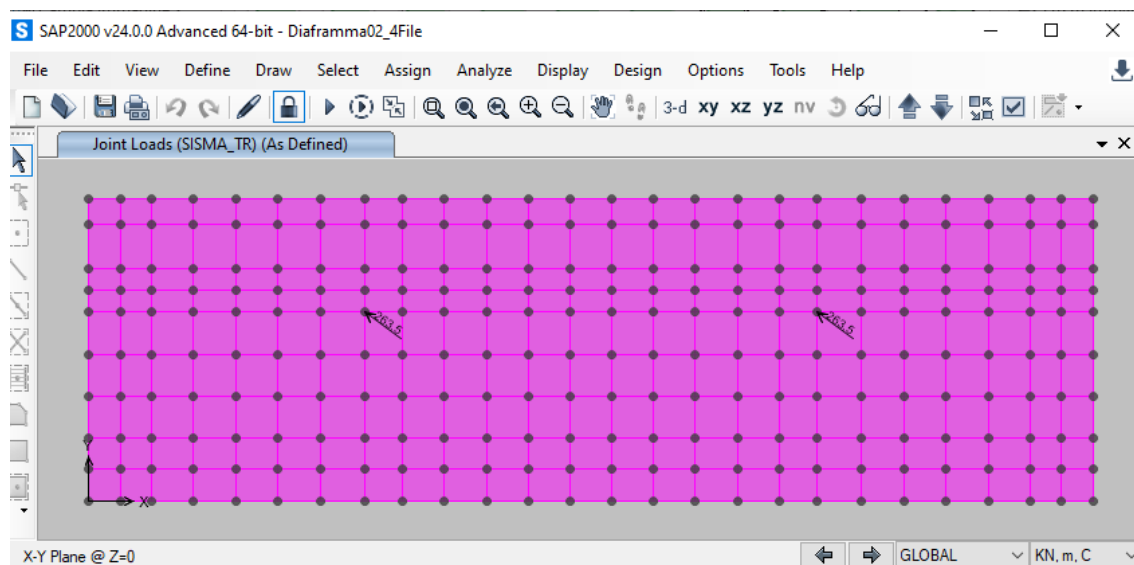 S SAP2000 v24.0.0 Advanced 64-bit - Diaframma02_4File
File Edit View Define Draw Select Assign Analyze Display Design Options Tools Help
3-d xy xz yz nv
Joint Loads (SISMA_TR) (As Defined)
263,5 263,5
Y
X
X-Y Plane @ Z=0 GLOBAL KN, m, C